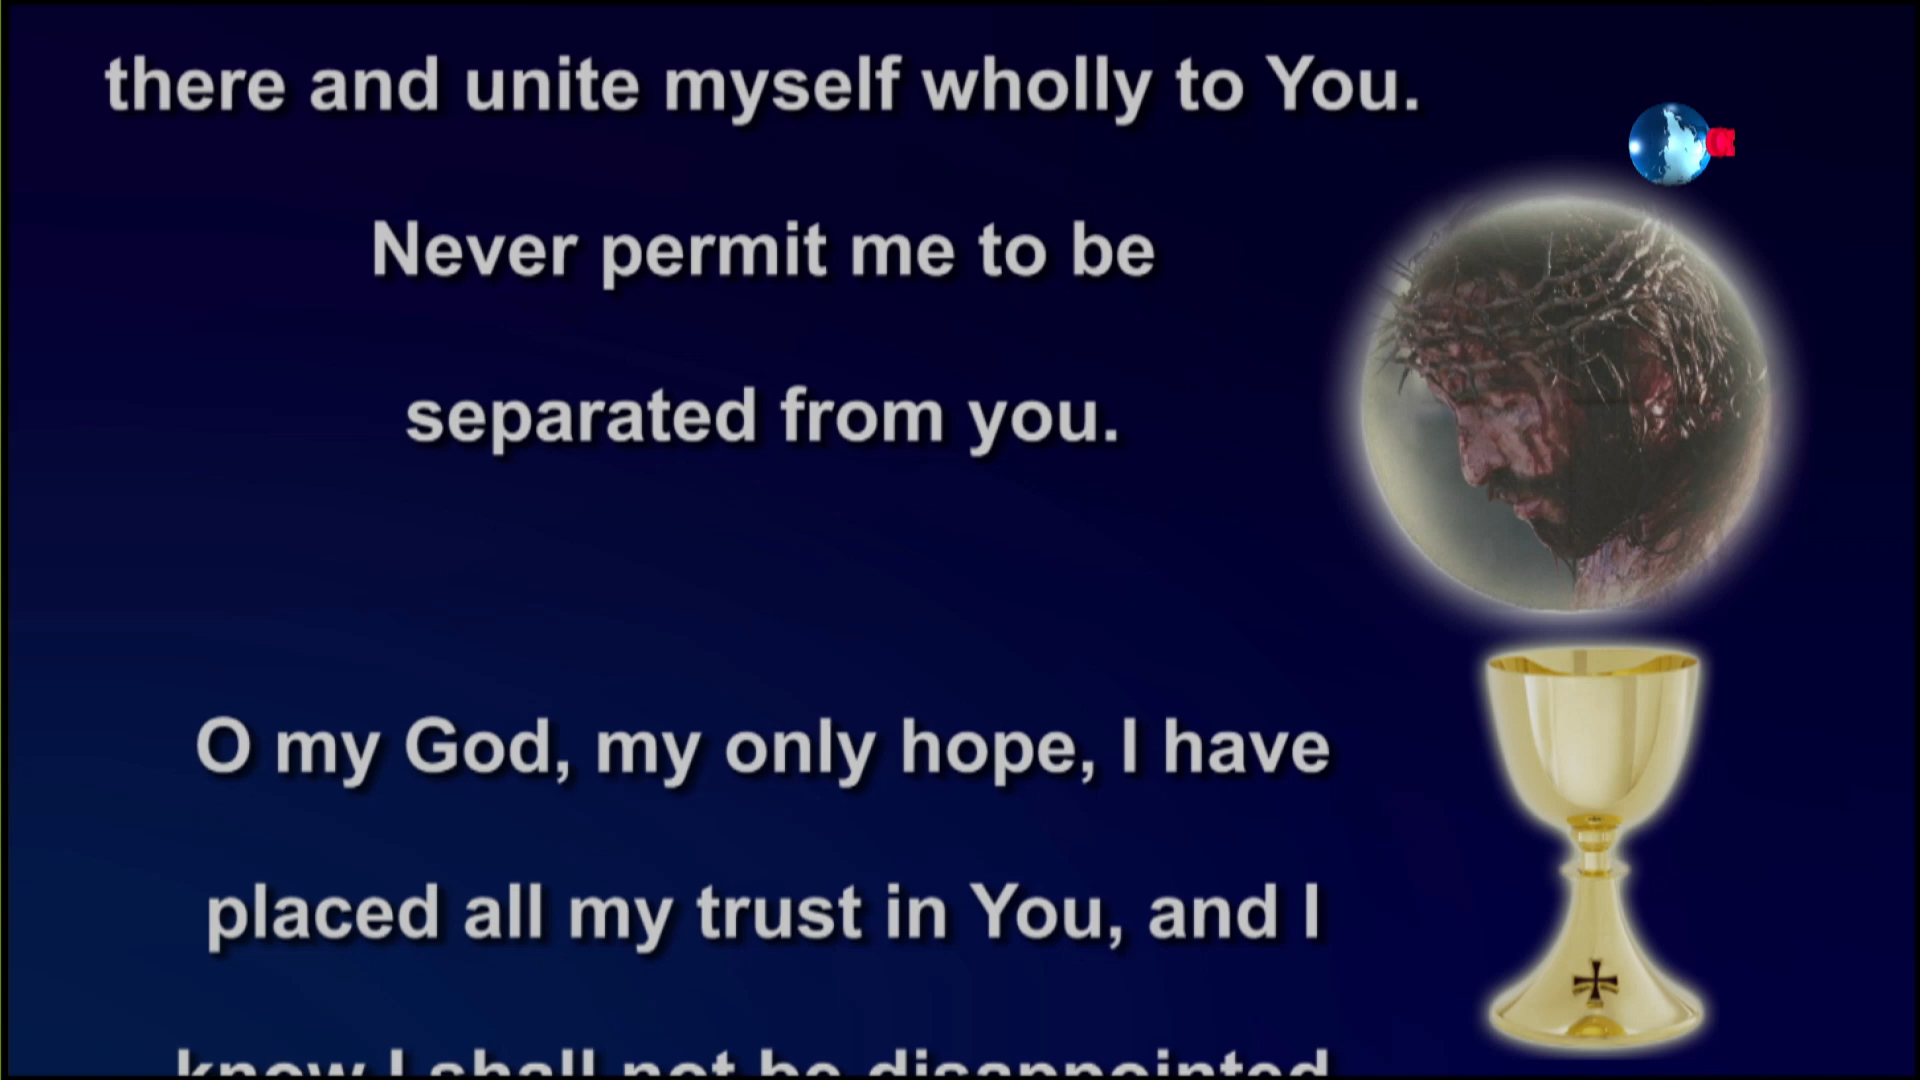 there and unite myself wholly to You.
Never permit me to be
separated from you.
O my God, my only hope, I have
placed all my trust in You, and I
know I shall not be disappointed